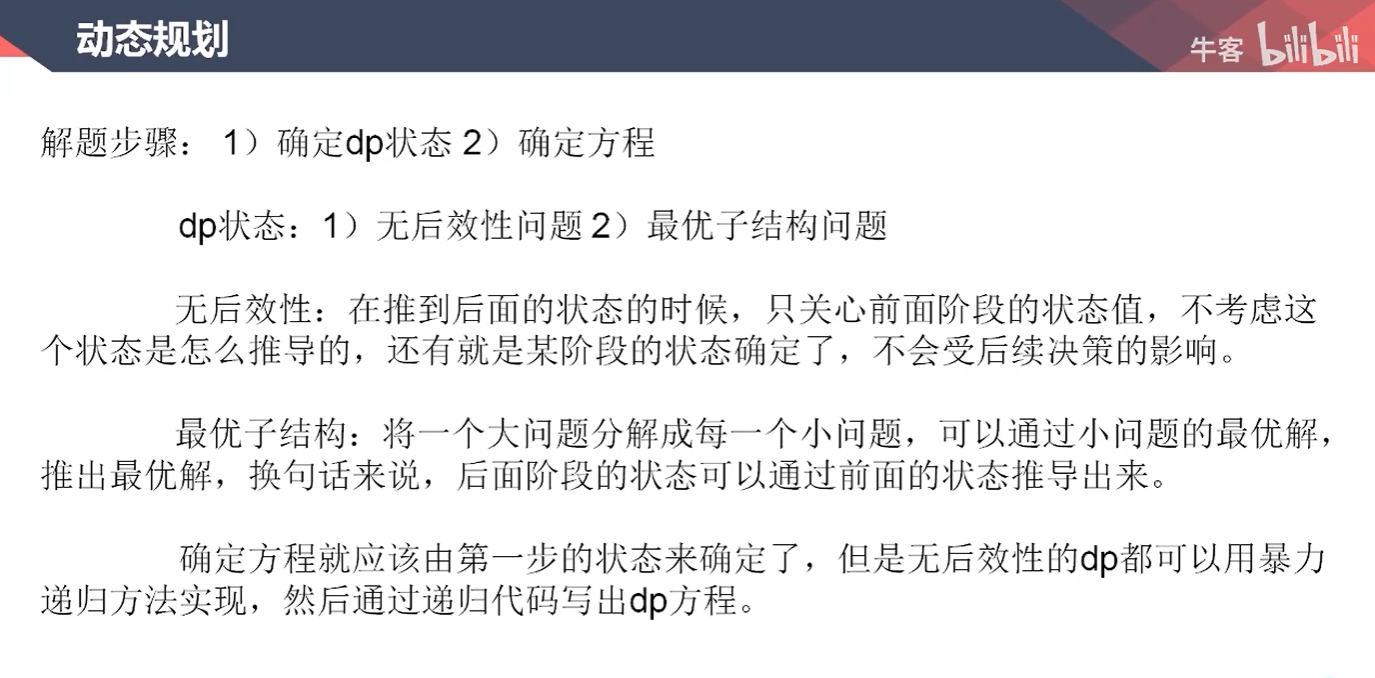 动态规划
牛客 bilibili
解题步骤： 1）确定dp状态 2）确定方程
dp状态：1）无后效性问题 2）最优子结构问题
无后效性：在推到后面的状态的时候，只关心前面阶段的状态值，不考虑这
个状态是怎么推导的，还有就是某阶段的状态确定了，不会受后续决策的影响。
最优子结构：将一个大问题分解成每一个小问题，可以通过小问题的最优解，
推出最优解，换句话来说，后面阶段的状态可以通过前面的状态推导出来。
确定方程就应该由第一步的状态来确定了，但是无后效性的dp都可以用暴力
递归方法实现，然后通过递归代码写出dp方程。